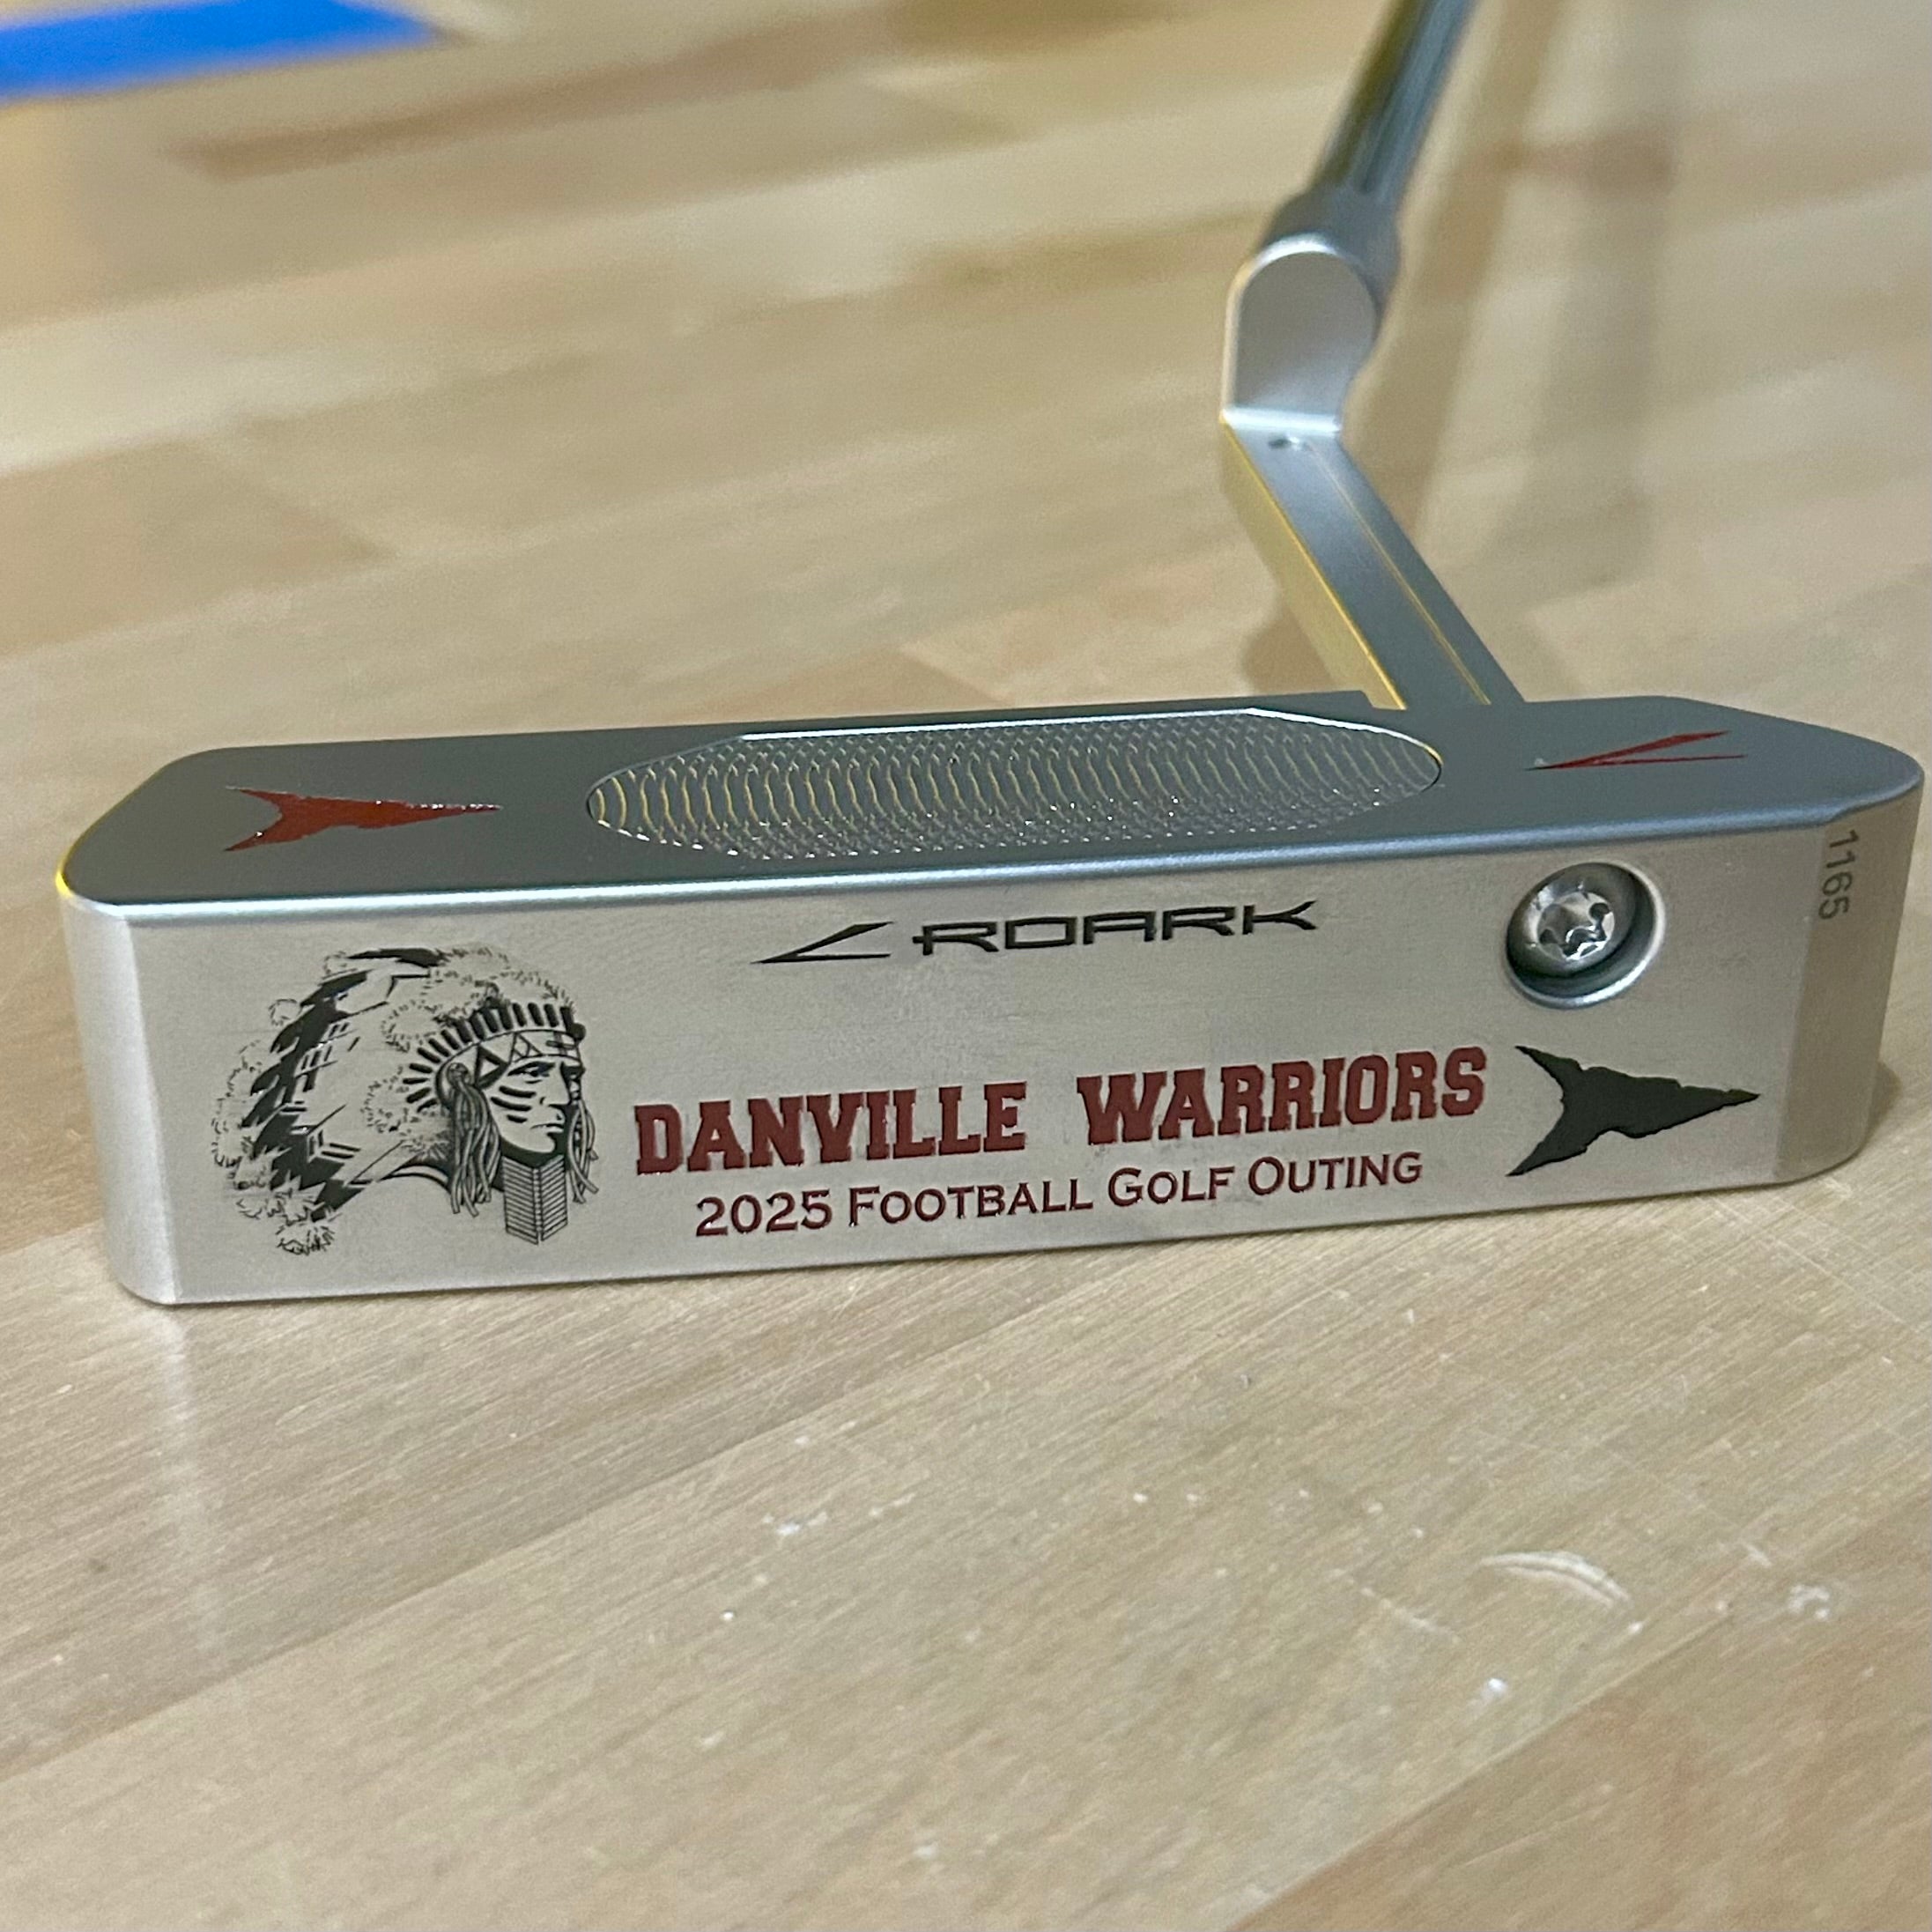 ROARK
1165
DANVILLE WARRIORS
2025 FOOTBALL GOLF OUTING